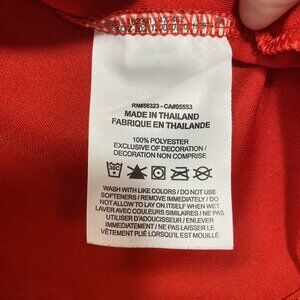 RN#56323 - CA#05553
MADE IN THAILAND
FABRIQUE EN THAILANDE
100% POLYESTER
EXCLUSIVE OF DECORATION /
DECORATION NON COMPRISE
WASH WITH LIKE COLORS / DO NOT USE
SOFTENERS / REMOVE IMMEDIATELY / DO
NOT ALLOW TO LAY ON ITSELF WHEN WET
LAVER AVEC COULEURS SIMILAIRES / NE PAS
UTILISER D'ADOUCISSEUR / ENLEVER
IMMEDIATEMENT / NE PAS LAISSER LE
VÊTEMENT PLIÉ LORSQU'IL EST MOUILLÉ